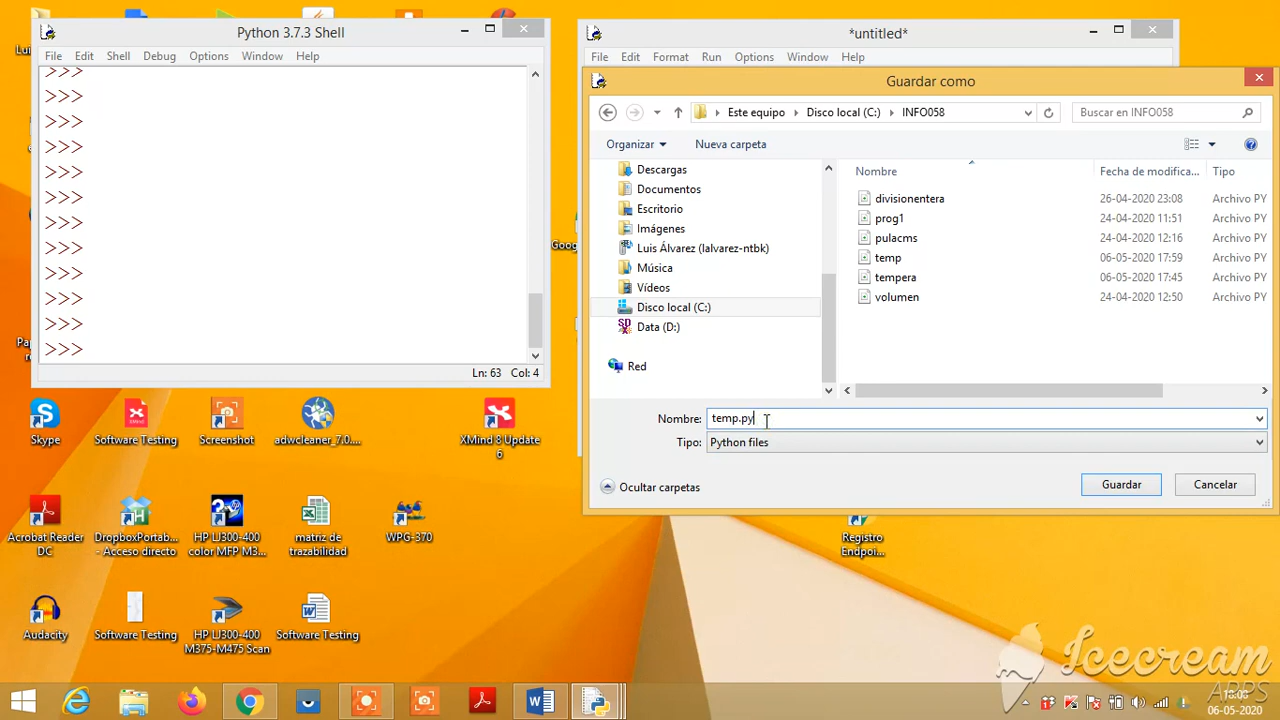 Python 3.7.3 Shell
File Edit Shell Debug Options Window Help
>>>
>>>
>>>
>>>
>>>
>>>
>>>
>>>
>>>
>>>
>>>
>>>
Ln: 63 Col: 4
*untitled*
File Edit Format Run Options Window Help
Guardar como
Este equipo Disco local (C:) INFO058
Buscar en INFO058
Organizar Nueva carpeta
Descargas
Documentos
Escritorio
Imágenes
Luis Álvarez (lalvarez-ntbk)
Música
Vídeos
Disco local (C:)
Data (D:)
Red
Nombre Fecha de modifica... Tipo
divisionentera 26-04-2020 23:08 Archivo PY
prog1 24-04-2020 11:51 Archivo PY
pulacms 24-04-2020 12:16 Archivo PY
temp 06-05-2020 17:59 Archivo PY
tempera 06-05-2020 17:45 Archivo PY
volumen 24-04-2020 12:50 Archivo PY
Nombre: temp.py
Tipo: Python files
Ocultar carpetas
Guardar Cancelar
Goog
Skype
Software Testing
Screenshot
adwcleaner_7.0....
XMind 8 Update
6
Acrobat Reader
DC
DropboxPortab...
- Acceso directo
HP LJ300-400
color MFP M3...
matriz de
trazabilidad
WPG-370
Registro
Endpoi...
Audacity
Software Testing
HP LJ300-400
M375-M475 Scan
Software Testing
Icecream
APPS
06-05-2020